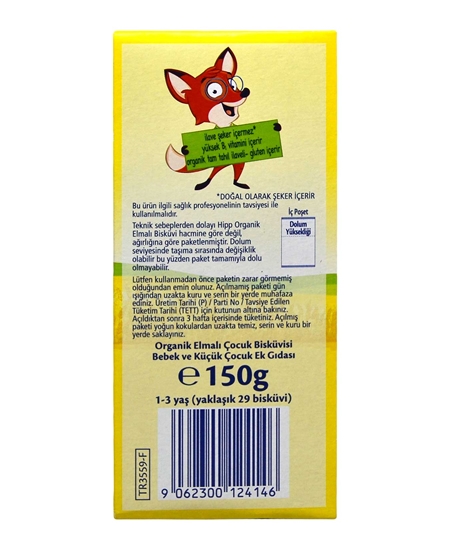 ilave şeker içermez*
yüksek B₁ vitamini içerir
organik tam tahıl ilaveli- gluten içerir
*DOĞAL OLARAK ŞEKER İÇERİR
Bu ürün ilgili sağlık profesyonelinin tavsiyesi ile
kullanılmalıdır.
İç Poşet
Dolum
Yüksekliği
Teknik sebeplerden dolayı Hipp Organik
Elmalı Bisküvi hacmine göre değil,
ağırlığına göre paketlenmiştir. Dolum
seviyesinde taşıma sırasında değişiklik
olabilir bu yüzden paket tamamıyla dolu
olmayabilir.
Lütfen kullanmadan önce paketin zarar görmemiş
olduğundan emin olunuz. Açılmamış paketi gün
ışığından uzakta kuru ve serin bir yerde muhafaza
ediniz. Üretim Tarihi (P) / Parti No / Tavsiye Edilen
Tüketim Tarihi (TETT) için kutunun altına bakınız.
Açıldıktan sonra 3 hafta içerisinde tüketiniz. Açılmış
paketi yoğun kokulardan uzakta temiz, serin ve kuru bir
yerde saklayınız.
Organik Elmalı Çocuk Bisküvisi
Bebek ve Küçük Çocuk Ek Gıdası
℮150g
1-3 yaş (yaklaşık 29 bisküvi)
TR3559-F
9 062300 124146